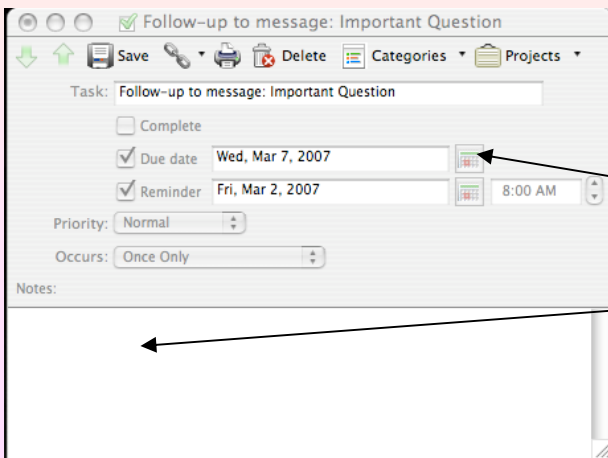 Follow-up to message: Important Question
Save Delete Categories Projects
Task: Follow-up to message: Important Question
Complete
Due date Wed, Mar 7, 2007
Reminder Fri, Mar 2, 2007 8:00 AM
Priority: Normal
Occurs: Once Only
Notes: